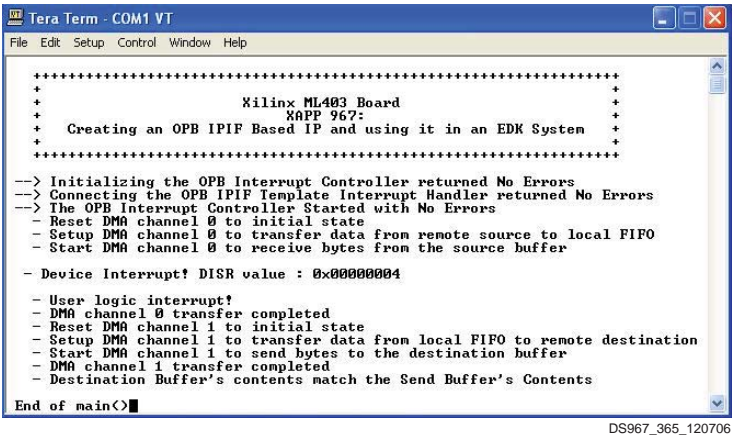 Tera Term - COM1 VT
File Edit Setup Control Window Help
++++++++++++++++++++++++++++++++++++++++++++++++++++++++++++++++++
+ +
+ Xilinx ML403 Board +
+ XAPP 967: +
+ Creating an OPB IPIF Based IP and using it in an EDK System +
+ +
++++++++++++++++++++++++++++++++++++++++++++++++++++++++++++++++++
--> Initializing the OPB Interrupt Controller returned No Errors
--> Connecting the OPB IPIF Template Interrupt Handler returned No Errors
--> The OPB Interrupt Controller Started with No Errors
- Reset DMA channel 0 to initial state
- Setup DMA channel 0 to transfer data from remote source to local FIFO
- Start DMA channel 0 to receive bytes from the source buffer
- Device Interrupt! DISR value : 0x00000004
- User logic interrupt!
- DMA channel 0 transfer completed
- Reset DMA channel 1 to initial state
- Setup DMA channel 1 to transfer data from local FIFO to remote destination
- Start DMA channel 1 to send bytes to the destination buffer
- DMA channel 1 transfer completed
- Destination Buffer's contents match the Send Buffer's Contents
End of main()
DS967_365_120706